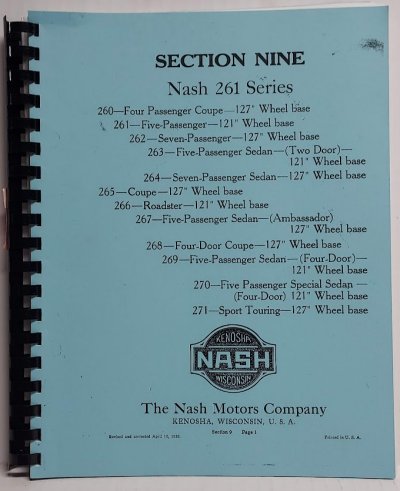 SECTION NINE
Nash 261 Series
260—Four Passenger Coupe—127" Wheel base
261—Five-Passenger—121" Wheel base
262—Seven-Passenger—127" Wheel base
263—Five-Passenger Sedan—(Two Door)—
121" Wheel base
264—Seven-Passenger Sedan—127" Wheel base
265—Coupe—127" Wheel base
266—Roadster—121" Wheel base
267—Five-Passenger Sedan—(Ambassador)
127" Wheel base
268—Four-Door Coupe—127" Wheel base
269—Five-Passenger Sedan—(Four-Door)—
121" Wheel base
270—Five Passenger Special Sedan—
(Four-Door) 121" Wheel base
271—Sport Touring—127" Wheel base
KENOSHA
NASH
WISCONSIN
The Nash Motors Company
KENOSHA, WISCONSIN, U. S. A.
Revised and corrected April
Section 9 Page 1
Printed in U. S. A.